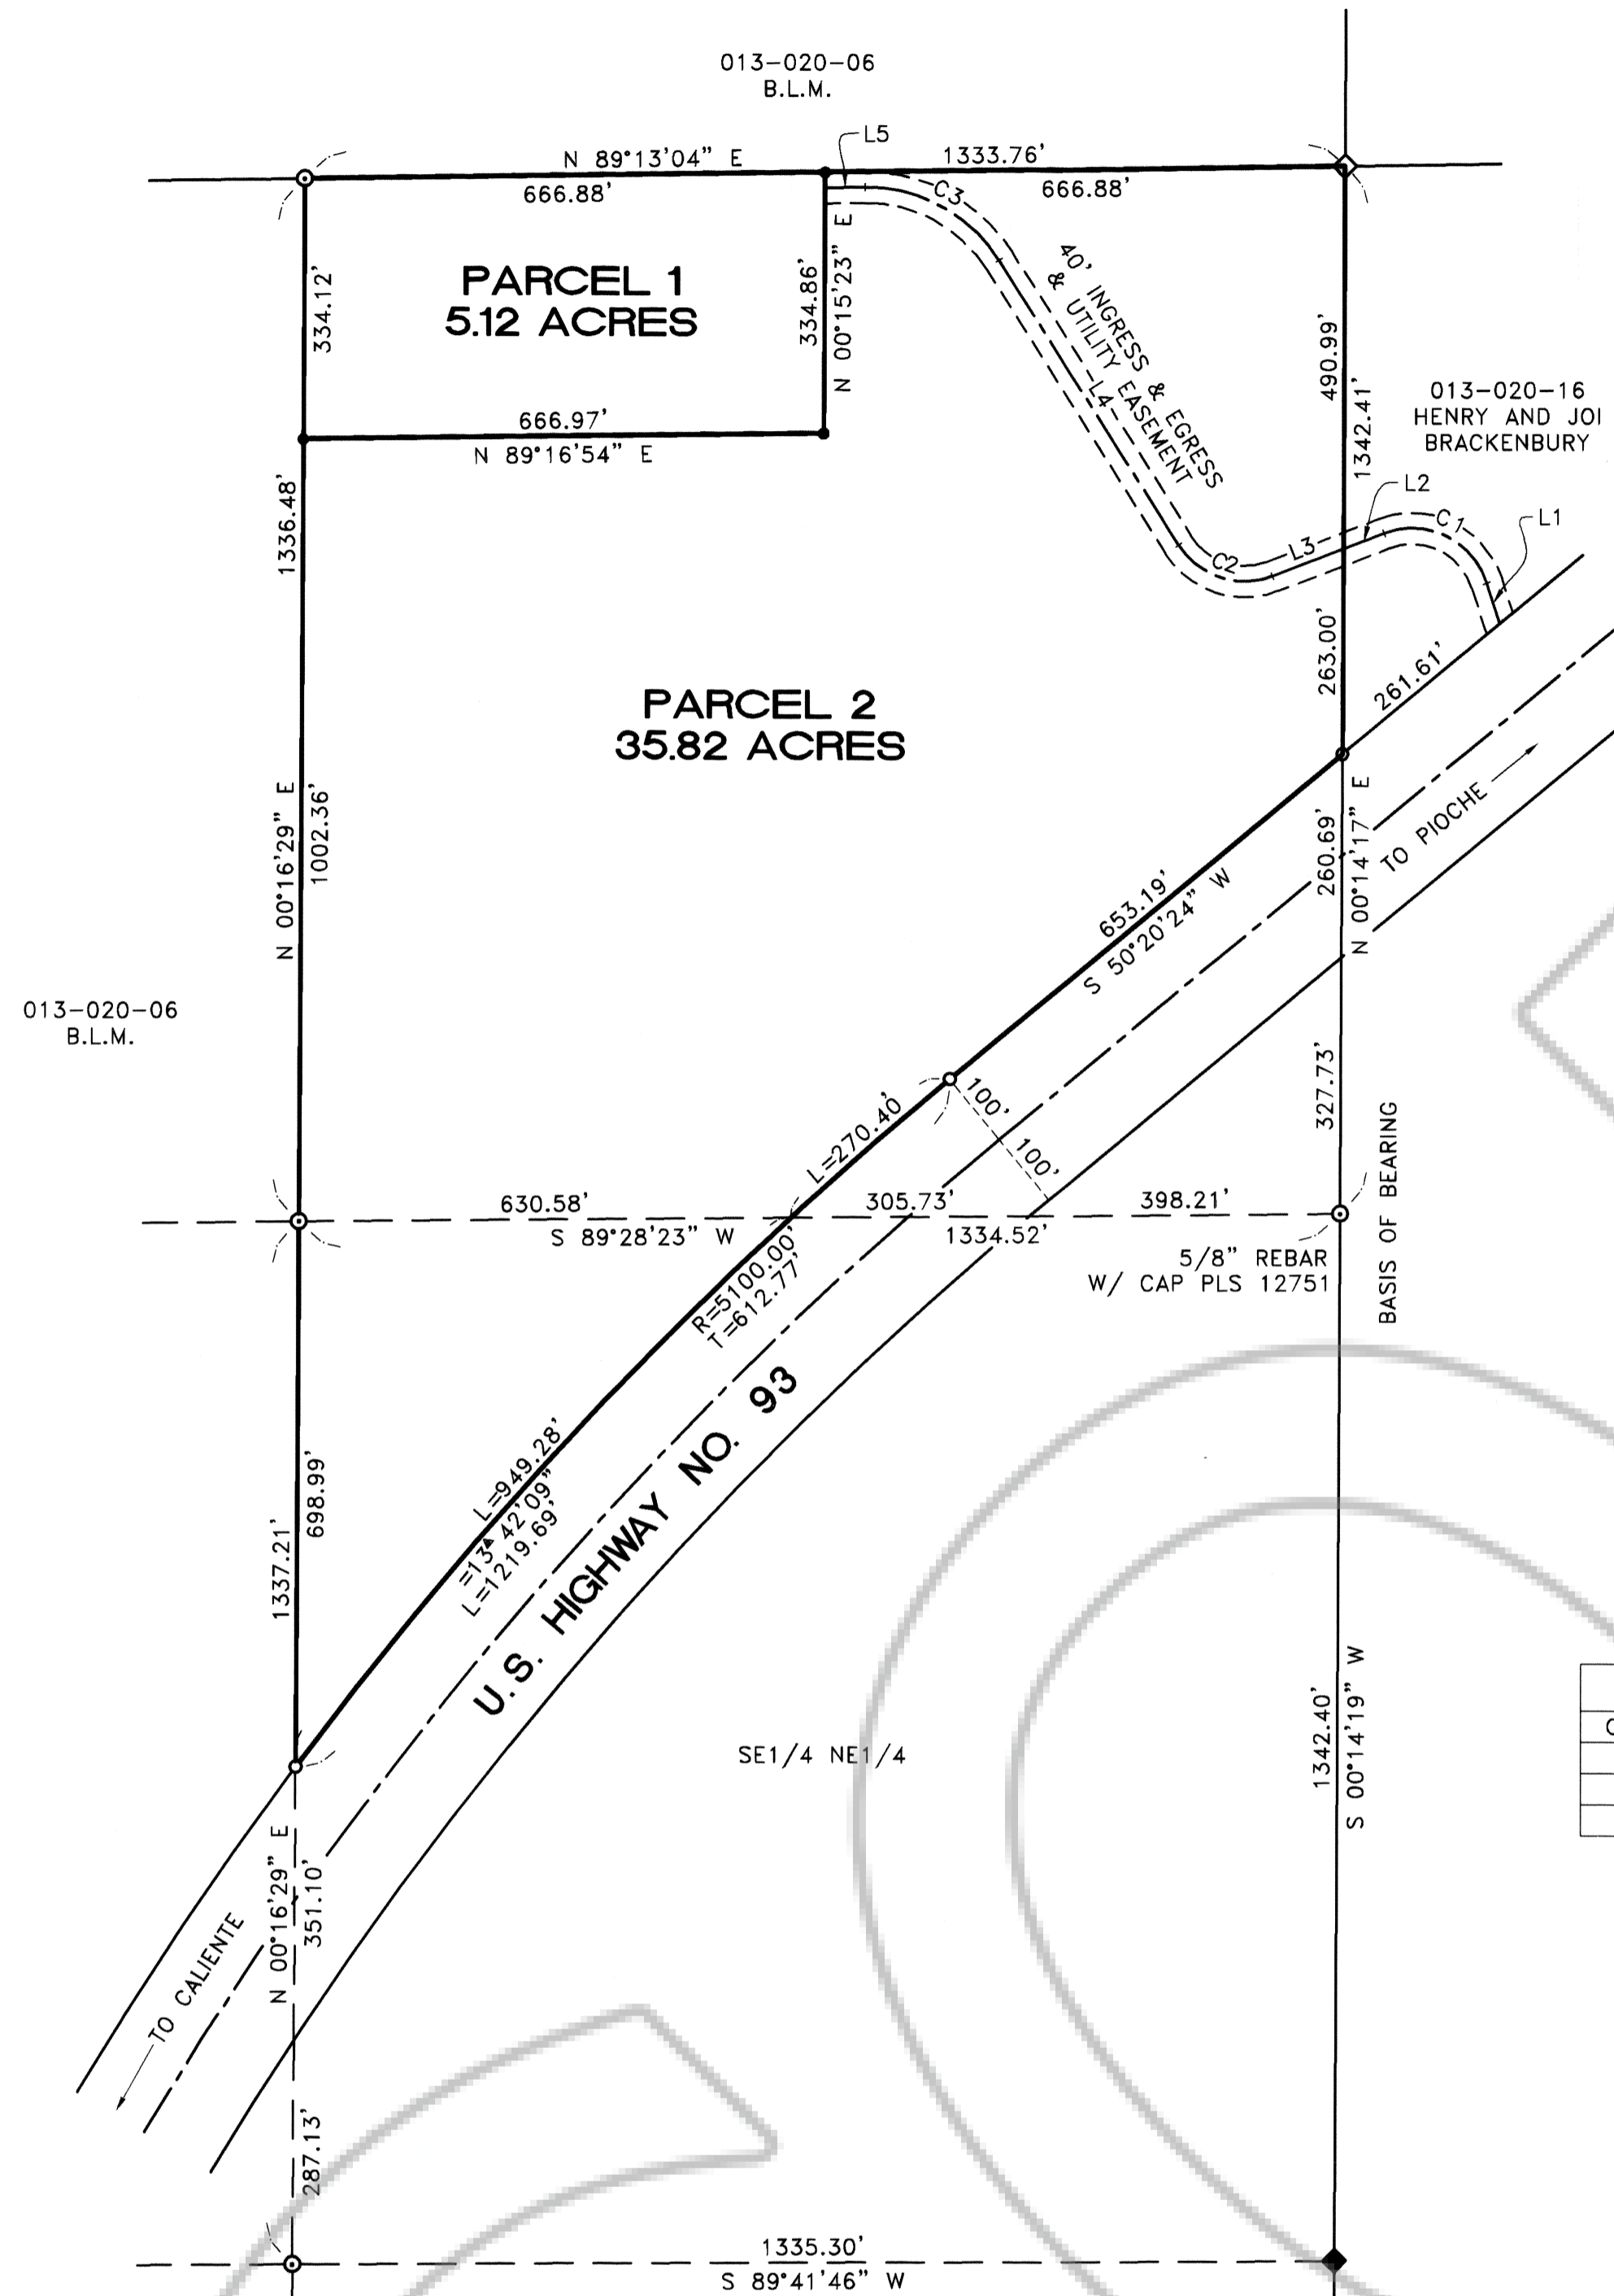 013-020-06
B.L.M.
L5
N 89°13'04" E
1333.76'
666.88'
666.88'
C3
334.12'
PARCEL 1
5.12 ACRES
334.86'
N 00°15'23" E
40' INGRESS & EGRESS
& UTILITY EASEMENT
L4
490.99'
1342.41'
013-020-16
HENRY AND JOI
BRACKENBURY
666.97'
N 89°16'54" E
1336.48'
L2
C1
L1
L3
C2
263.00'
261.61'
PARCEL 2
35.82 ACRES
N 00°16'29" E
1002.36'
260.69'
N 00°14'17" E
TO PIOCHE
653.19'
S 50°20'24" W
013-020-06
B.L.M.
327.73'
100'
100'
L=270.40'
BASIS OF BEARING
630.58'
305.73'
398.21'
S 89°28'23" W
1334.52'
5/8" REBAR
W/ CAP PLS 12751
R=5100.00'
T=612.77'
U.S. HIGHWAY NO. 93
L=949.28'
=13°42'09"
L=1219.69'
698.99'
1337.21'
1342.40'
S 00°14'19" W
SE1/4 NE1/4
N 00°16'29" E
351.10'
TO CALIENTE
287.13'
1335.30'
S 89°41'46" W